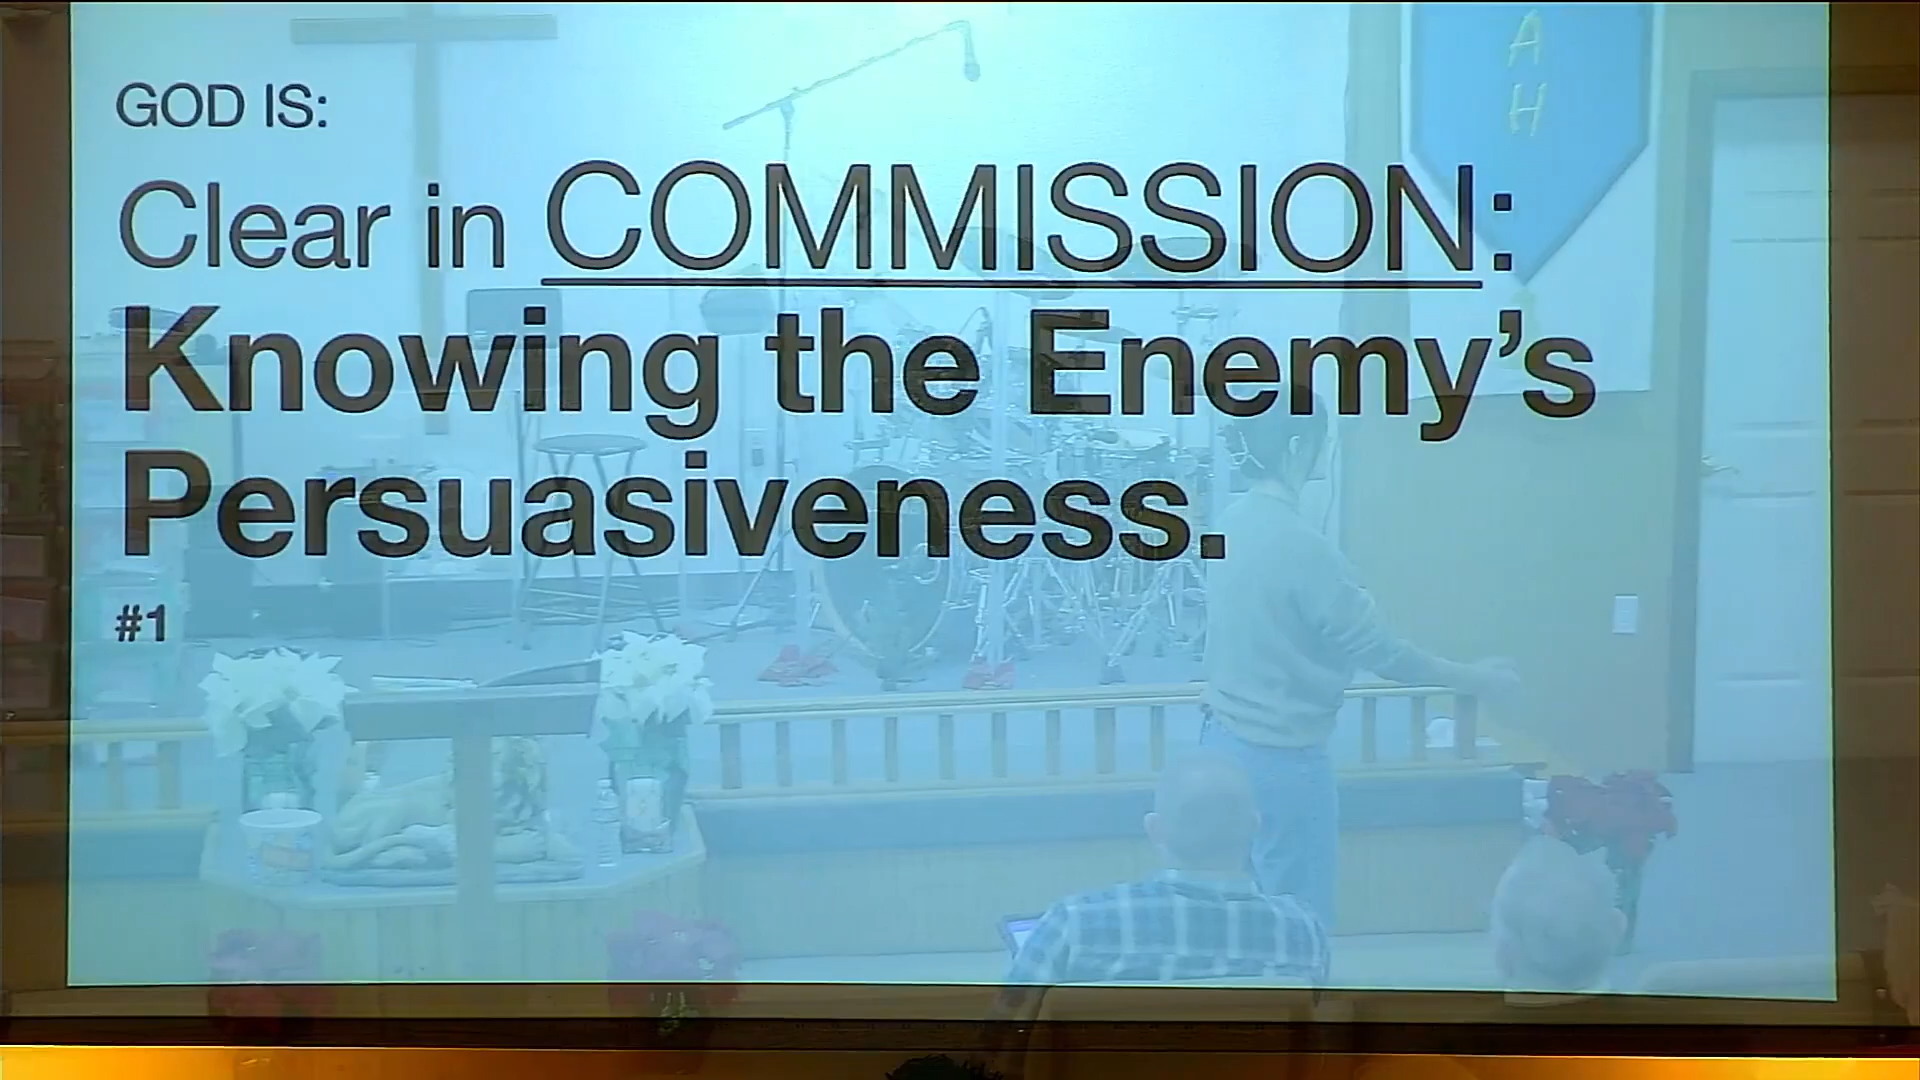 GOD IS:
Clear in COMMISSION:
Knowing the Enemy’s
Persuasiveness.
#1
A
H